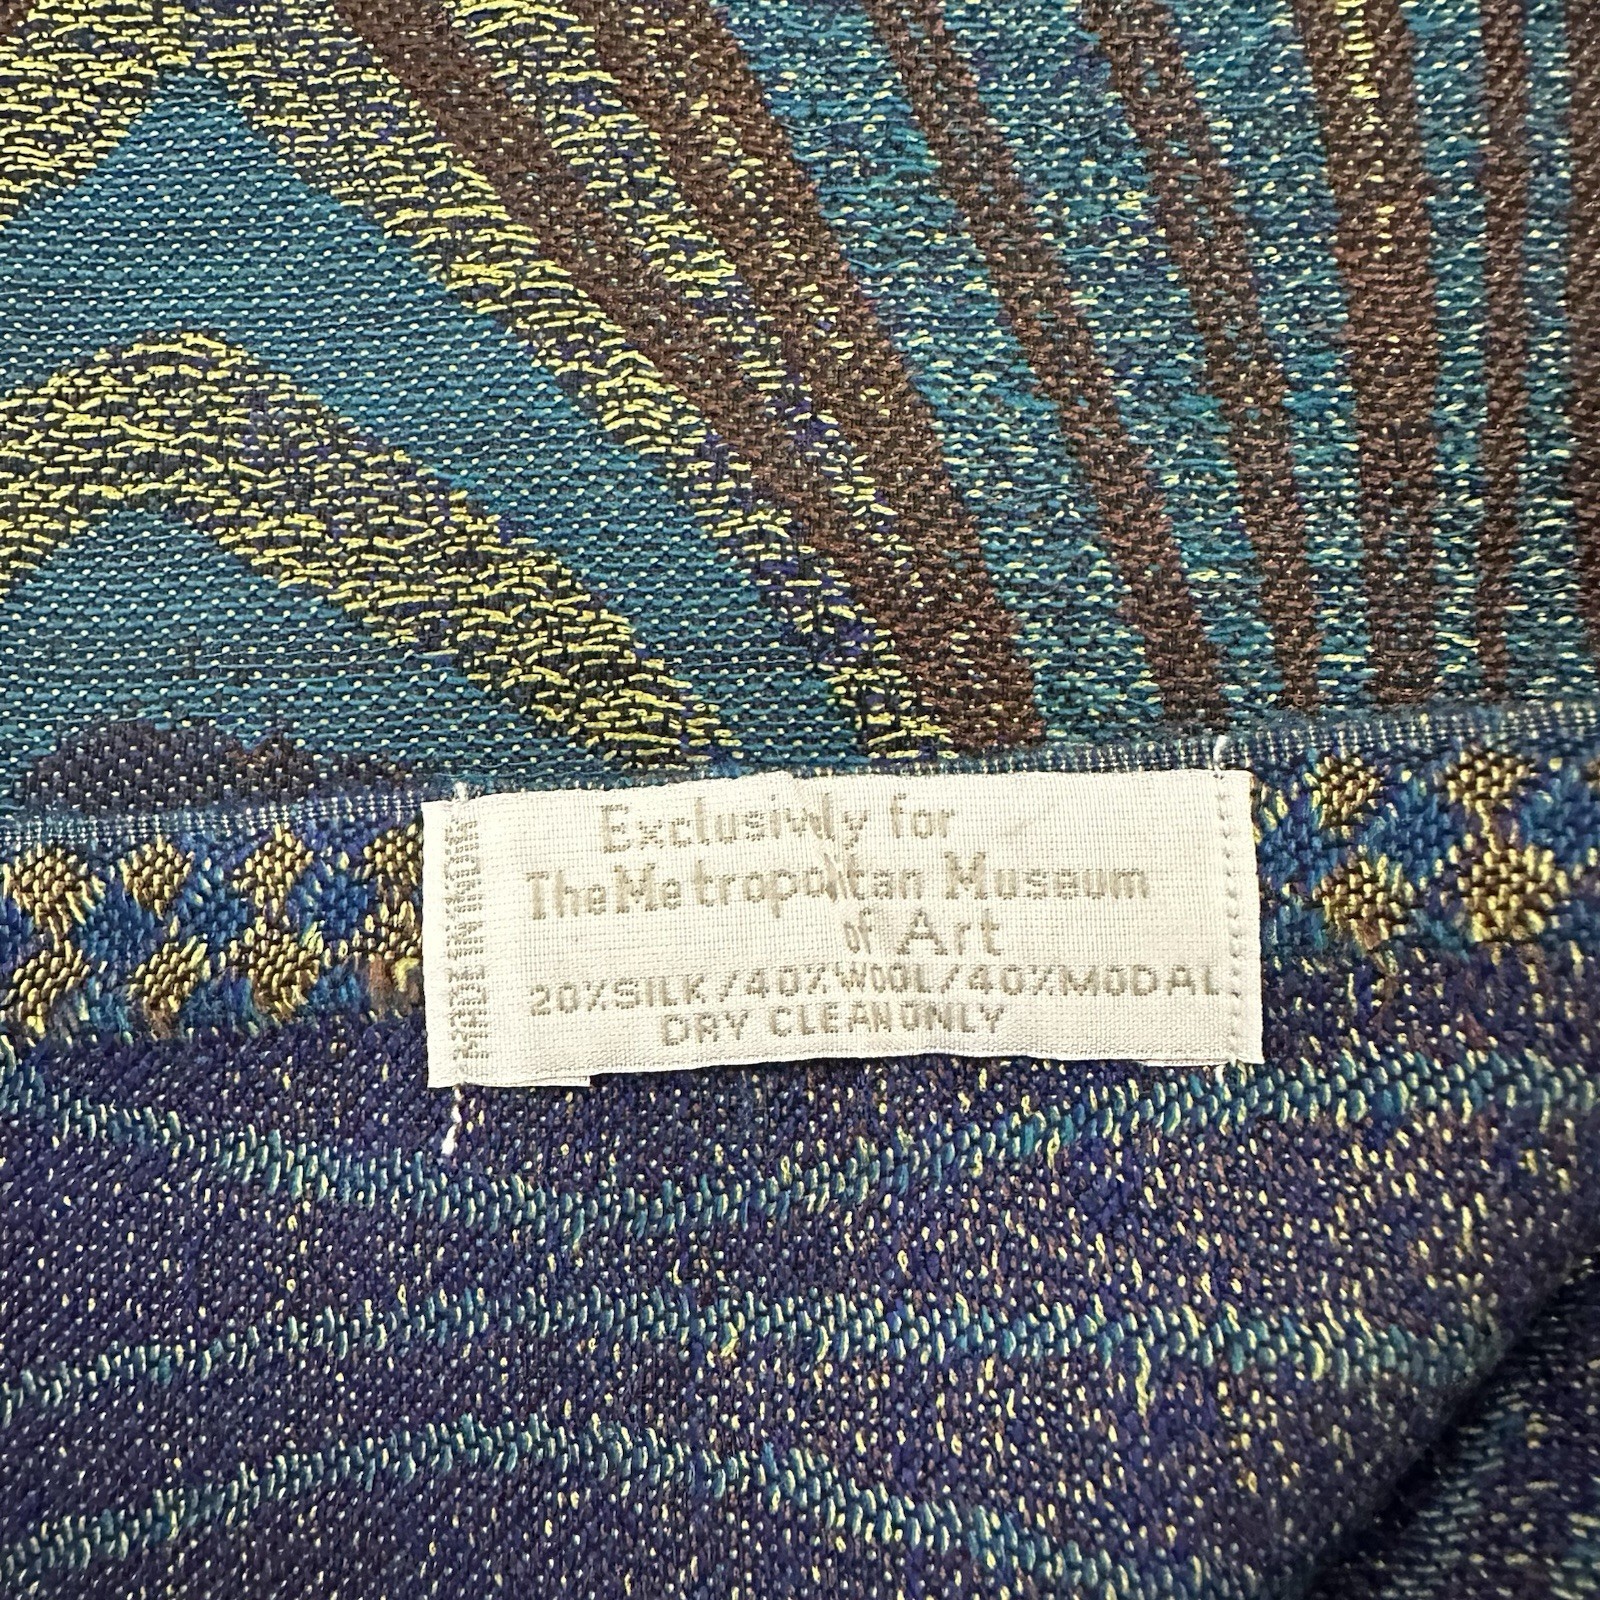 Exclusively for
The Metropolitan Museum
of Art
20%SILK/40%WOOL/40%MODAL
DRY CLEAN ONLY
MADE IN INDIA